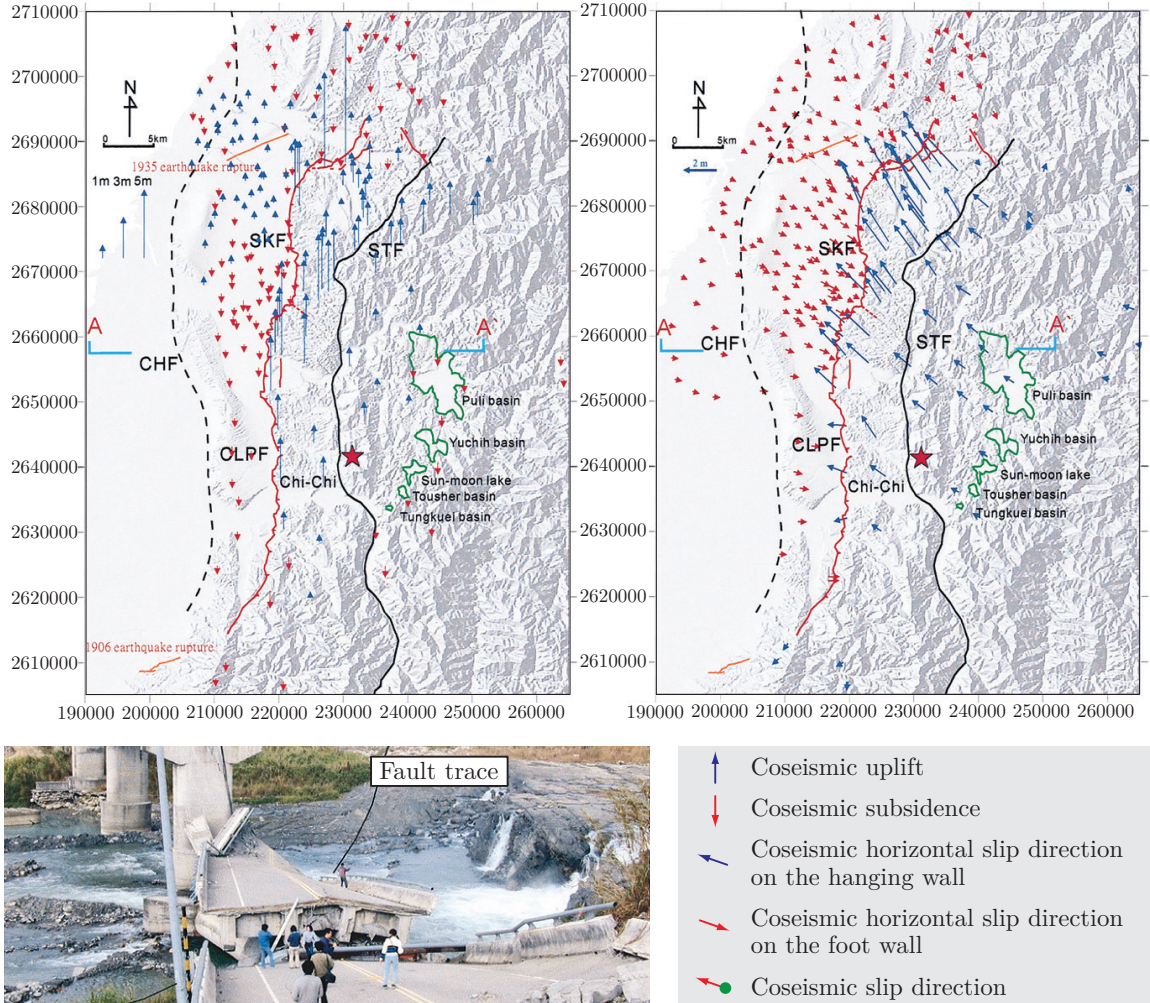 2710000
2700000
2690000
2680000
2670000
2660000
2650000
2640000
2630000
2620000
2610000
190000 200000 210000 220000 230000 240000 250000 260000
N
0 5km
1935 earthquake rupture
1m 3m 5m
SKF
STF
A
A`
CHF
Puli basin
Yuchih basin
CLPF
Sun-moon lake
Chi-Chi
Tousher basin
Tungkuei basin
1906 earthquake rupture
2710000
2700000
2690000
2680000
2670000
2660000
2650000
2640000
2630000
2620000
2610000
190000 200000 210000 220000 230000 240000 250000 260000
N
0 5km
2 m
SKF
A
A`
CHF
STF
Puli basin
CLPF
Yuchih basin
Sun-moon lake
Chi-Chi
Tousher basin
Tungkuei basin
Fault trace
Coseismic uplift
Coseismic subsidence
Coseismic horizontal slip direction
on the hanging wall
Coseismic horizontal slip direction
on the foot wall
Coseismic slip direction